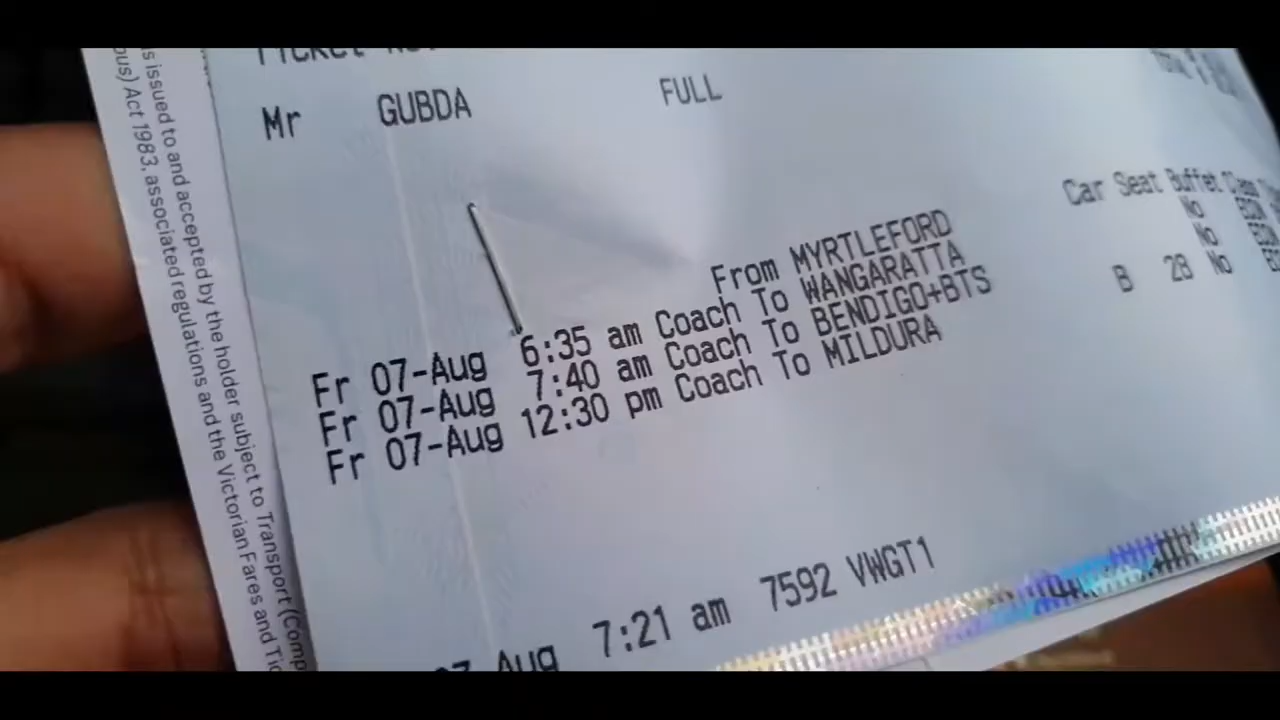 s issued to and accepted by the holder subject to Transport (Comp
ous) Act 1983, associated regulations and the Victorian Fares and Tic
Mr GUBDA FULL
Car Seat Buffet Class
From MYRTLEFORD No
Fr 07-Aug 6:35 am Coach To WANGARATTA No
Fr 07-Aug 7:40 am Coach To BENDIGO+BTS B 28 No
Fr 07-Aug 12:30 pm Coach To MILDURA
Aug 7:21 am 7592 VWGT1